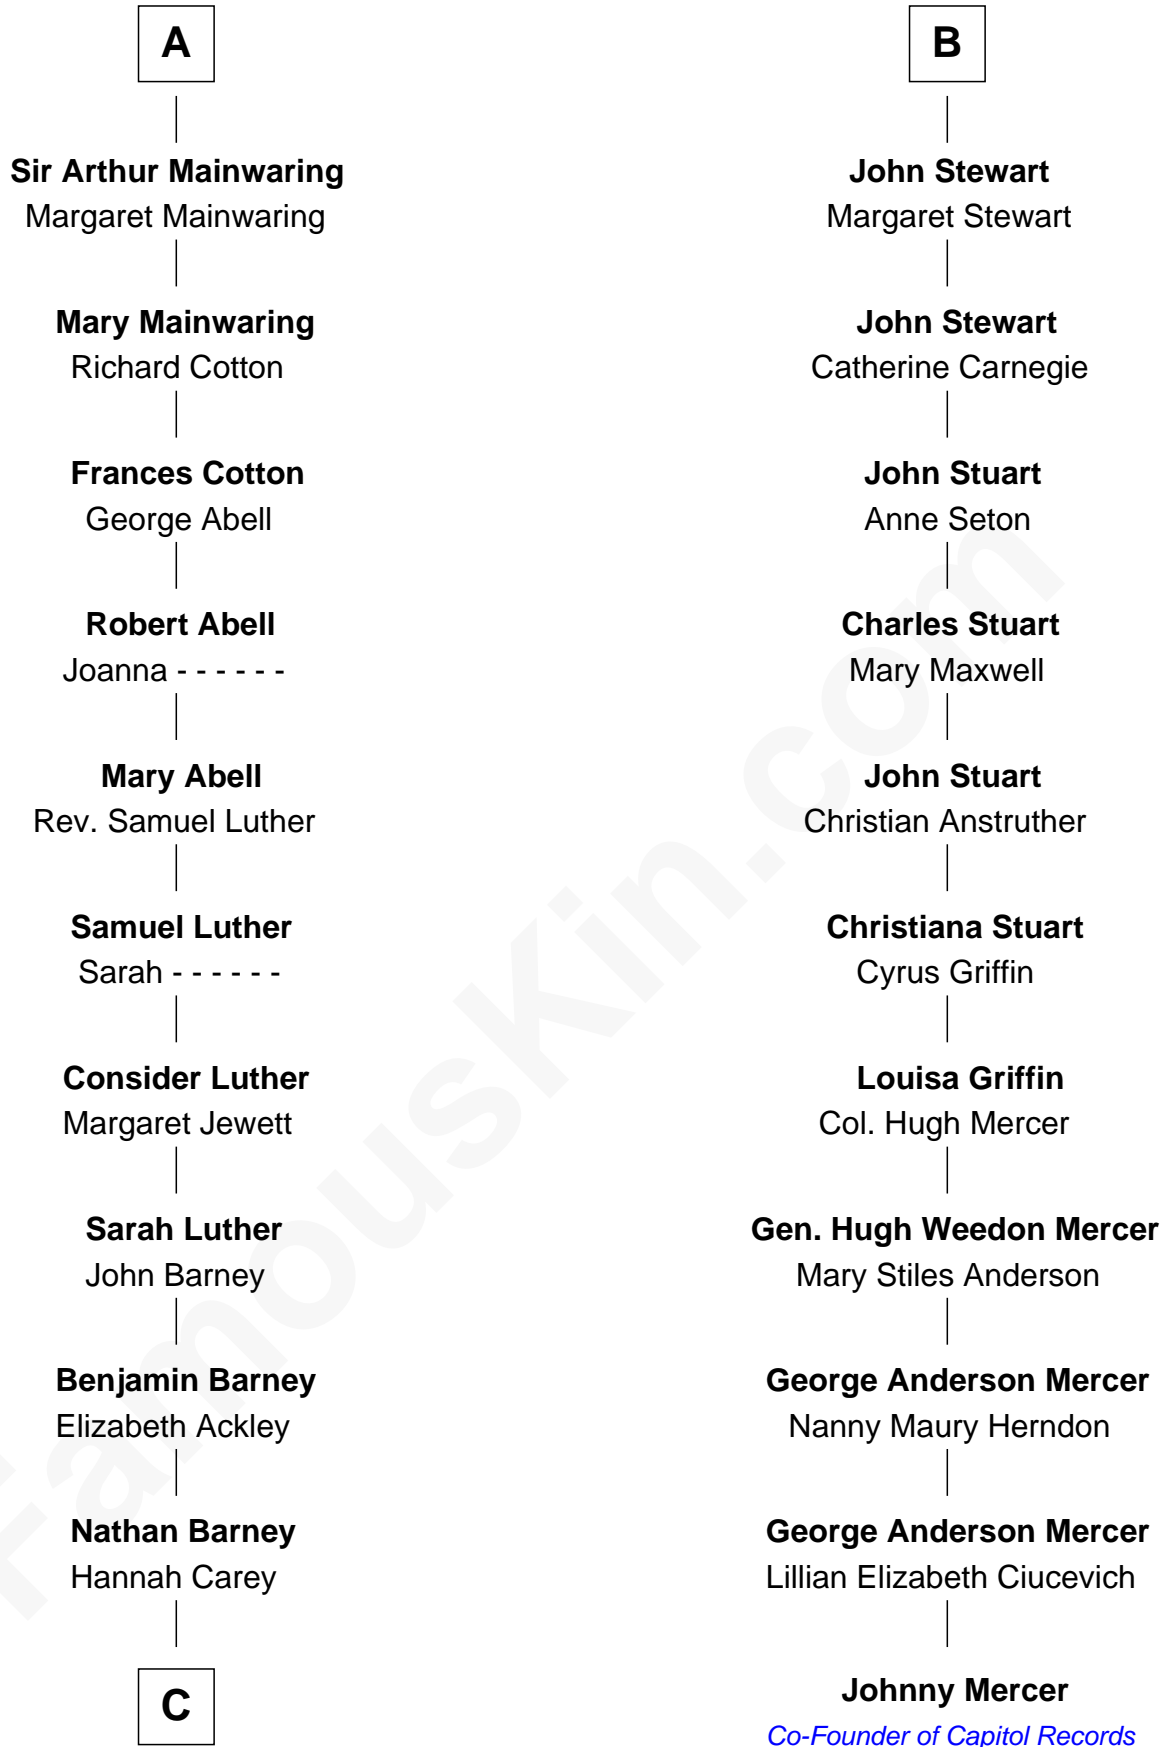 A
Sir Arthur Mainwaring
Margaret Mainwaring
Mary Mainwaring
Richard Cotton
Frances Cotton
George Abell
Robert Abell
Joanna - - - - - -
Mary Abell
Rev. Samuel Luther
Samuel Luther
Sarah - - - - - -
Consider Luther
Margaret Jewett
Sarah Luther
John Barney
Benjamin Barney
Elizabeth Ackley
Nathan Barney
Hannah Carey
C
B
John Stewart
Margaret Stewart
John Stewart
Catherine Carnegie
John Stuart
Anne Seton
Charles Stuart
Mary Maxwell
John Stuart
Christian Anstruther
Christiana Stuart
Cyrus Griffin
Louisa Griffin
Col. Hugh Mercer
Gen. Hugh Weedon Mercer
Mary Stiles Anderson
George Anderson Mercer
Nanny Maury Herndon
George Anderson Mercer
Lillian Elizabeth Ciucevich
Johnny Mercer
Co-Founder of Capitol Records
FamousKin.com